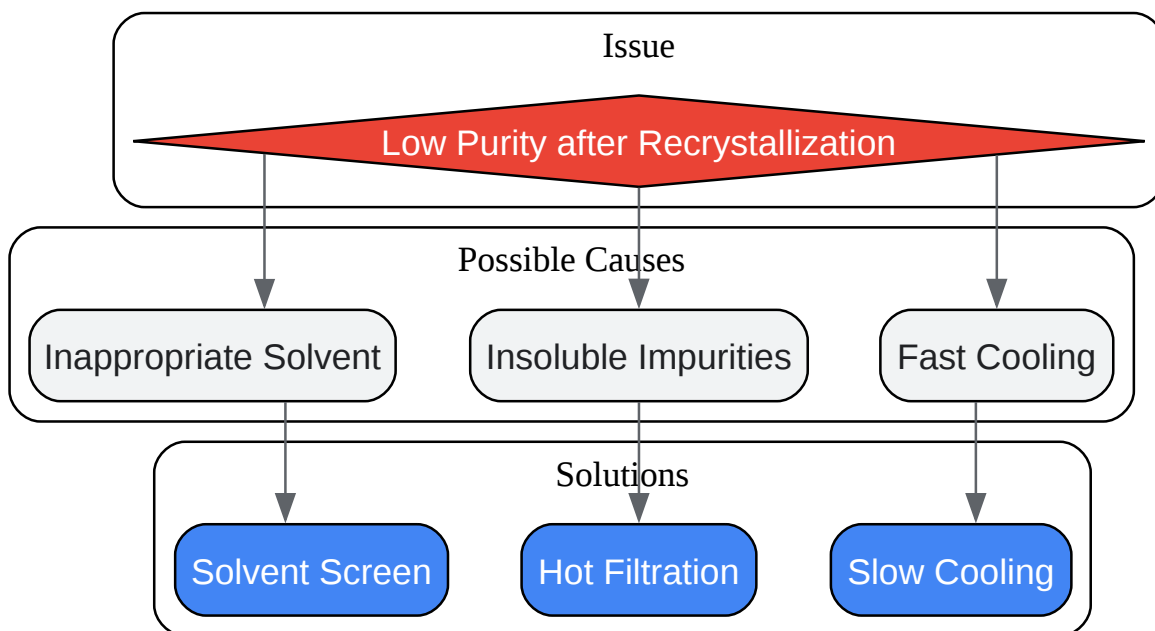 Issue
Low Purity after Recrystallization
Possible Causes
Inappropriate Solvent
Insoluble Impurities
Fast Cooling
Solutions
Solvent Screen
Hot Filtration
Slow Cooling